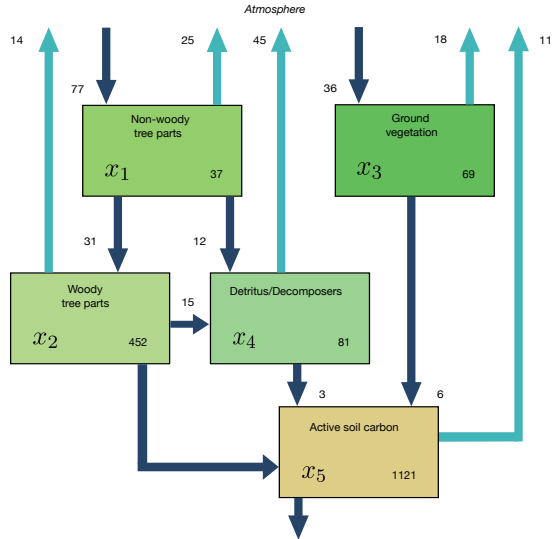 Atmosphere
14
25
45
18
11
77
36
Non-woody
tree parts
x₁
37
Ground
vegetation
x₃
69
31
12
Woody
tree parts
x₂
452
15
Detritus/Decomposers
x₄
81
3
6
Active soil carbon
x₅
1121